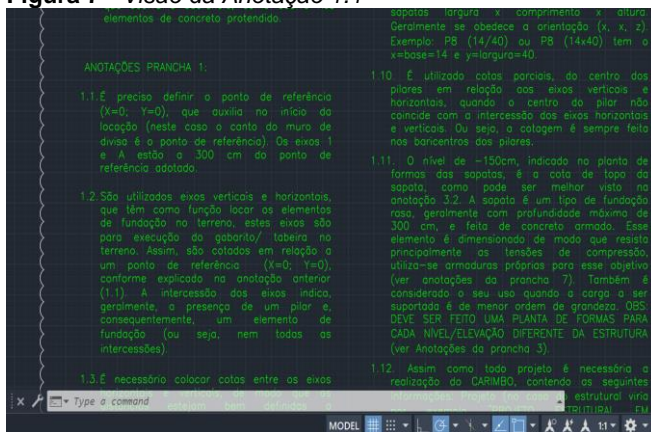 Figura 7 – Visão da Anotação 1.1
elementos de concreto protendido.
ANOTAÇÕES PRANCHA 1:
1.1. É preciso definir o ponto de referência
(X=0; Y=0), que auxilia no início da
locação (neste caso o canto do muro de
divisa é o ponto de referência). Os eixos 1
e A estão a 300 cm do ponto de
referência adotado.
1.2. São utilizados eixos verticais e horizontais,
que têm como função locar os elementos
de fundação no terreno, estes eixos são
para execução do gabarito/ tabeira no
terreno. Assim, são cotados em relação a
um ponto de referência (X=0; Y=0),
conforme explicado na anotação anterior
(1.1). A intercessão dos eixos indica,
geralmente, a presença de um pilar e,
consequentemente, um elemento de
fundação (ou seja, nem todas as
intercessões).
1.3. É necessário colocar cotas entre os eixos
sapatas largura x comprimento x altura.
Geralmente se obedece a orientação (x, x, z)
Exemplo: P8 (14/40) ou P8 (14x40) tem o
x=base=14 e y=largura=40.
1.10. É utilizado cotas parciais, do centro dos
pilares em relação aos eixos verticais e
horizontais, quando o centro do pilar não
coincide com a intercessão dos eixos horizontais
e verticais. Ou seja, a cotagem é sempre feita
nos baricentros dos pilares.
1.11. O nível de -150cm, indicado na planta de
formas das sapatas, é a cota de topo da
sapata, como pode ser melhor visto na
anotação 3.2. A sapata é um tipo de fundação
rasa, geralmente com profundidade máxima de
300 cm, e feita de concreto armado. Esse
elemento é dimensionado de modo que resista
principalmente as tensões de compressão,
utiliza-se armaduras próprias para esse objetivo
(ver anotações da prancha 7). Também é
considerado o seu uso quando a carga a ser
suportada é de menor ordem de grandeza. OBS:
DEVE SER FEITO UMA PLANTA DE FORMAS PARA
CADA NÍVEL/ELEVAÇÃO DIFERENTE DA ESTRUTURA
(ver Anotações da prancha 3).
1.12. Assim como todo projeto é necessária a
realização do CARIMBO, contendo as seguintes
informações: Projeto (no caso estrutural viria
Type a command
MODEL 1:1